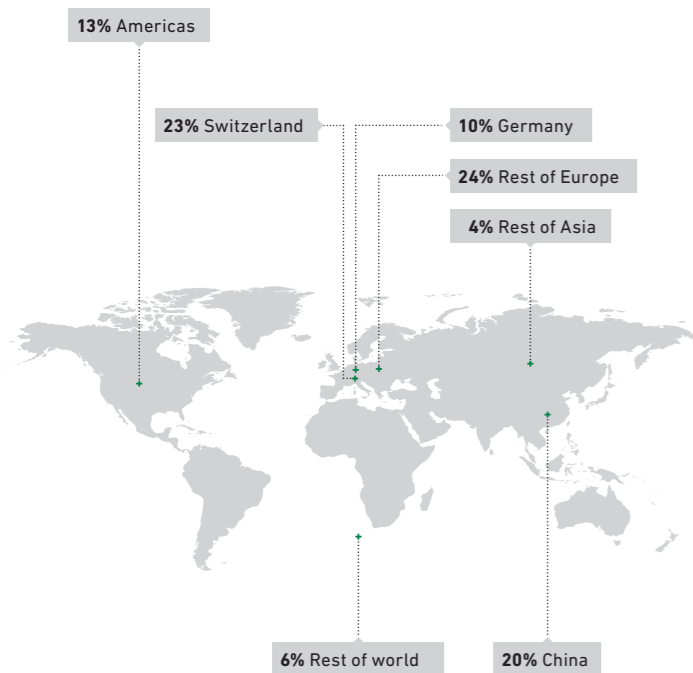 13% Americas
23% Switzerland
10% Germany
24% Rest of Europe
4% Rest of Asia
6% Rest of world
20% China